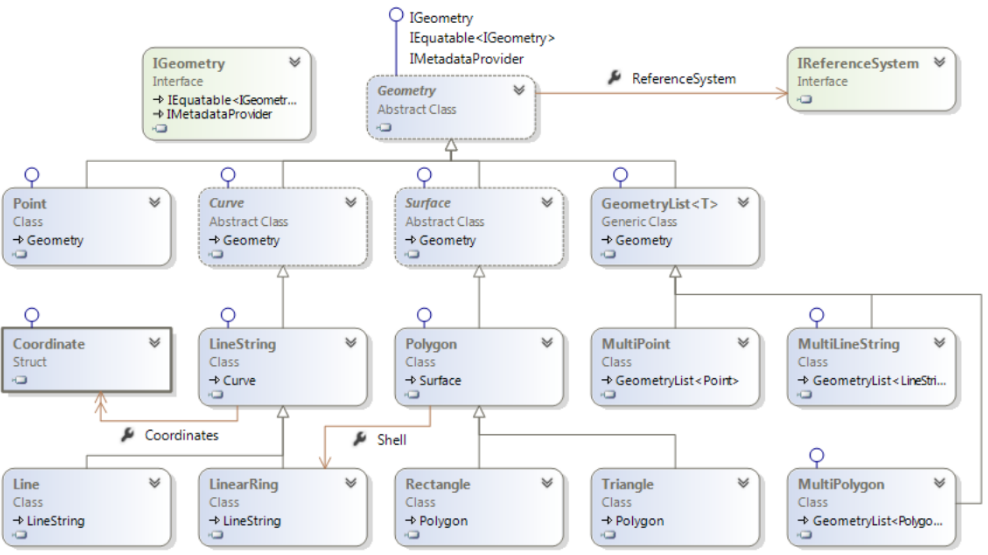 IGeometry
IEquatable<IGeometry>
IMetadataProvider
IGeometry
Interface
IEquatable<IGeometr...
IMetadataProvider
Geometry
Abstract Class
ReferenceSystem
IReferenceSystem
Interface
Point
Class
Geometry
Curve
Abstract Class
Geometry
Surface
Abstract Class
Geometry
GeometryList<T>
Generic Class
Geometry
Coordinate
Struct
LineString
Class
Curve
Polygon
Class
Surface
MultiPoint
Class
GeometryList<Point>
MultiLineString
Class
GeometryList<LineStri...
Coordinates
Shell
Line
Class
LineString
LinearRing
Class
LineString
Rectangle
Class
Polygon
Triangle
Class
Polygon
MultiPolygon
Class
GeometryList<Polygo...